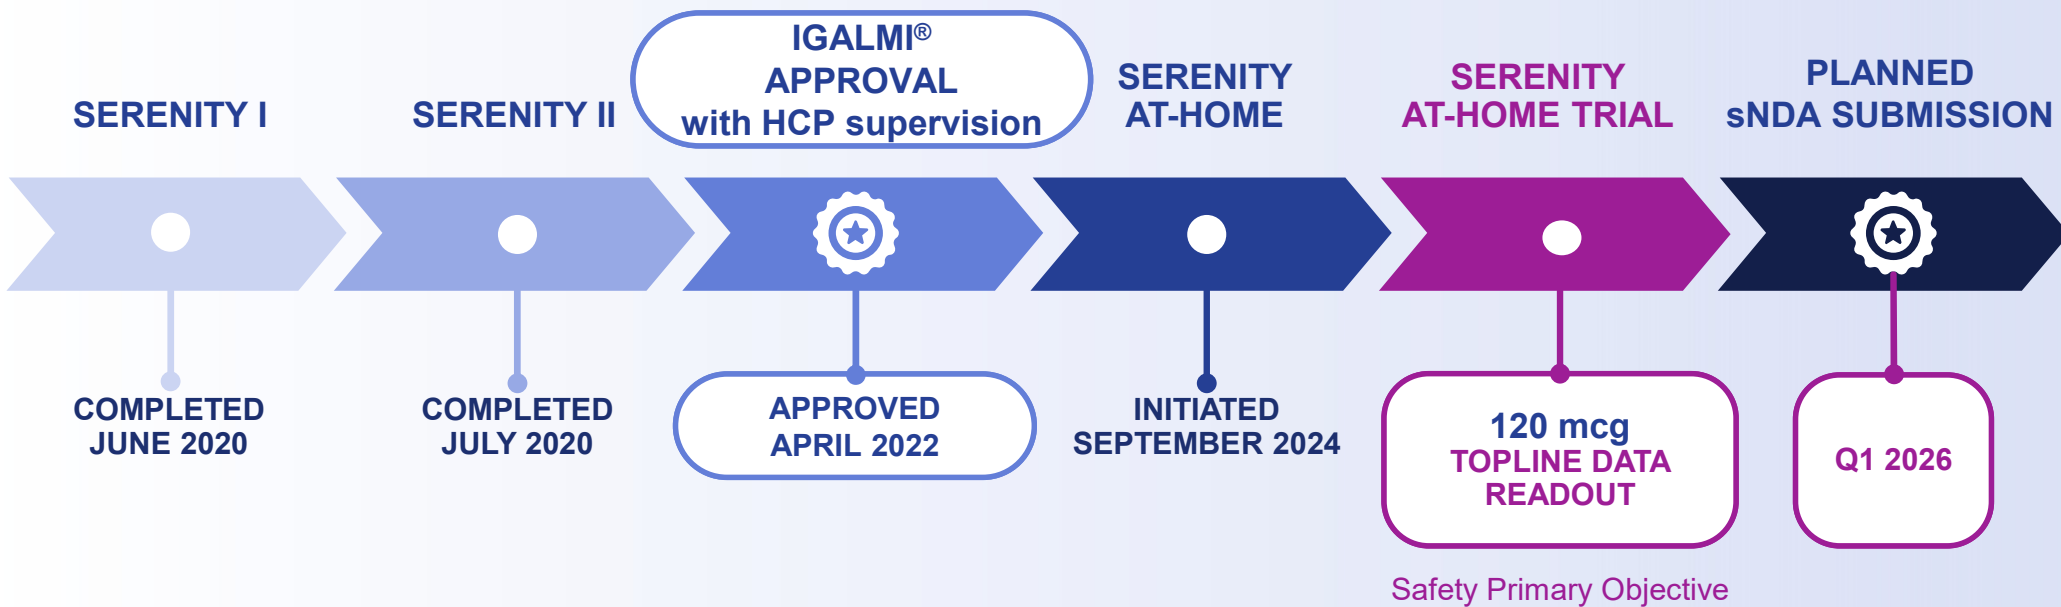 SERENITY I
COMPLETED
JUNE 2020
SERENITY II
COMPLETED
JULY 2020
IGALMI®
APPROVAL
with HCP supervision
APPROVED
APRIL 2022
SERENITY
AT-HOME
INITIATED
SEPTEMBER 2024
SERENITY
AT-HOME TRIAL
120 mcg
TOPLINE DATA
READOUT
Safety Primary Objective
PLANNED
sNDA SUBMISSION
Q1 2026